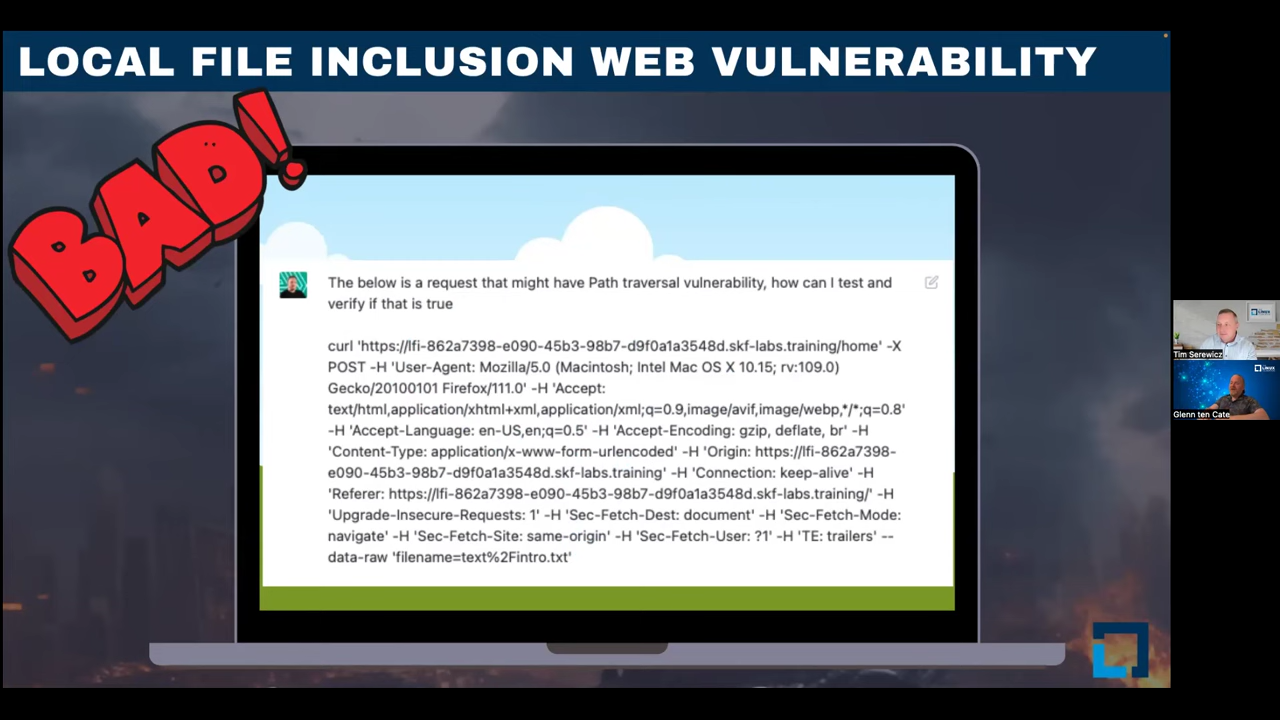 LOCAL FILE INCLUSION WEB VULNERABILITY
BAD!
The below is a request that might have Path traversal vulnerability, how can I test and
verify if that is true
curl 'https://lfi-862a7398-e090-45b3-98b7-d9f0a1a3548d.skf-labs.training/home' -X
POST -H 'User-Agent: Mozilla/5.0 (Macintosh; Intel Mac OS X 10.15; rv:109.0)
Gecko/20100101 Firefox/111.0' -H 'Accept:
text/html,application/xhtml+xml,application/xml;q=0.9,image/avif,image/webp,*/*;q=0.8'
-H 'Accept-Language: en-US,en;q=0.5' -H 'Accept-Encoding: gzip, deflate, br' -H
'Content-Type: application/x-www-form-urlencoded' -H 'Origin: https://lfi-862a7398-
e090-45b3-98b7-d9f0a1a3548d.skf-labs.training' -H 'Connection: keep-alive' -H
'Referer: https://lfi-862a7398-e090-45b3-98b7-d9f0a1a3548d.skf-labs.training/' -H
'Upgrade-Insecure-Requests: 1' -H 'Sec-Fetch-Dest: document' -H 'Sec-Fetch-Mode:
navigate' -H 'Sec-Fetch-Site: same-origin' -H 'Sec-Fetch-User: ?1' -H 'TE: trailers' --
data-raw 'filename=text%2Fintro.txt'
Tim Serewicz
Glenn ten Cate